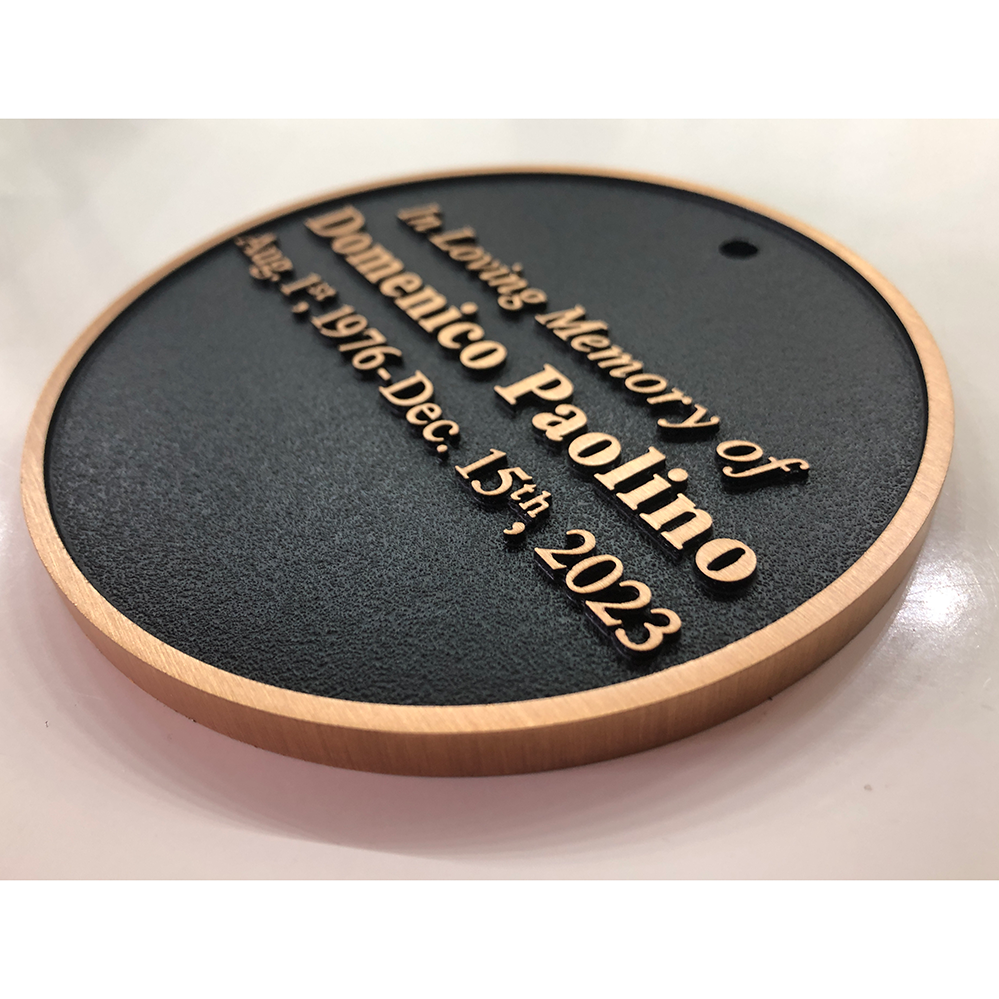 In Loving Memory of
Domenico Paolino
Aug. 1st, 1976-Dec. 15th, 2023